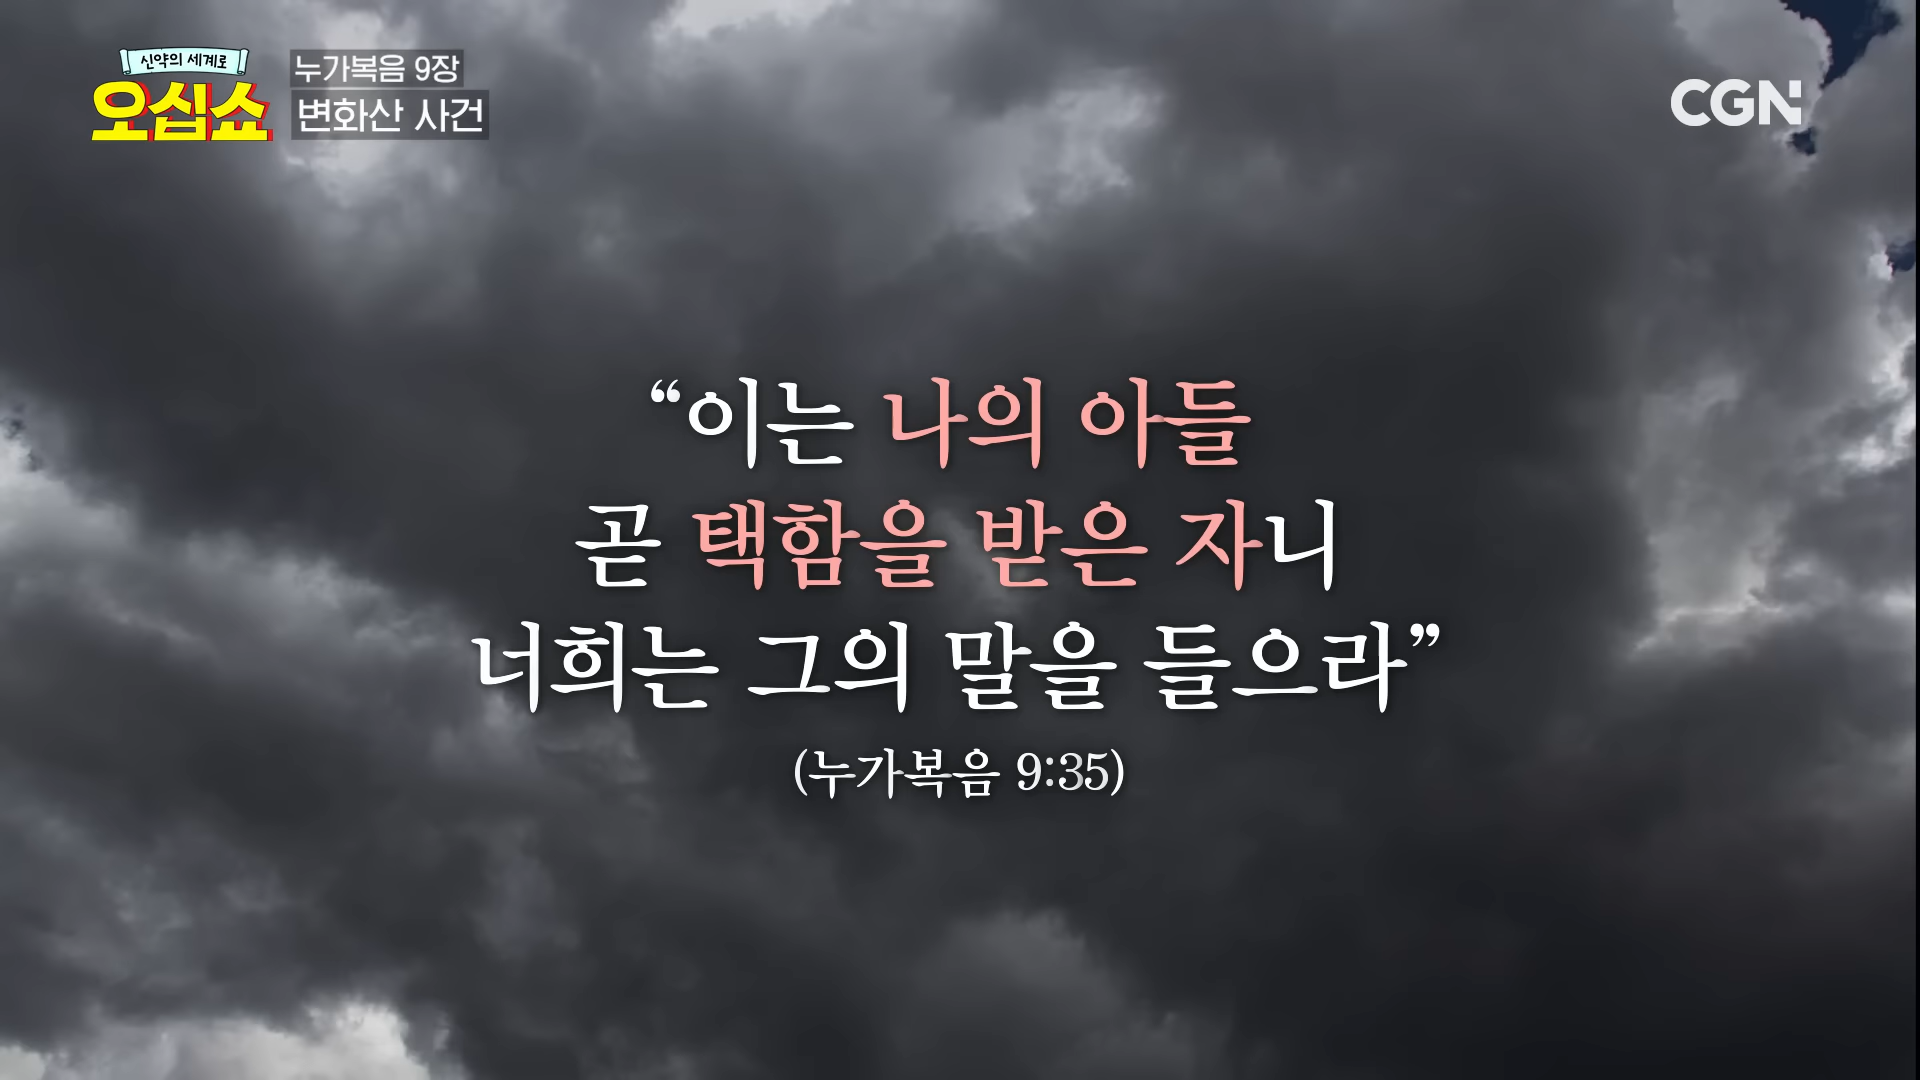 신약의 세계로
오십쇼
누가복음 9장
변화산 사건
CGN
“이는 나의 아들
곧 택함을 받은 자니
너희는 그의 말을 들으라”
(누가복음 9:35)